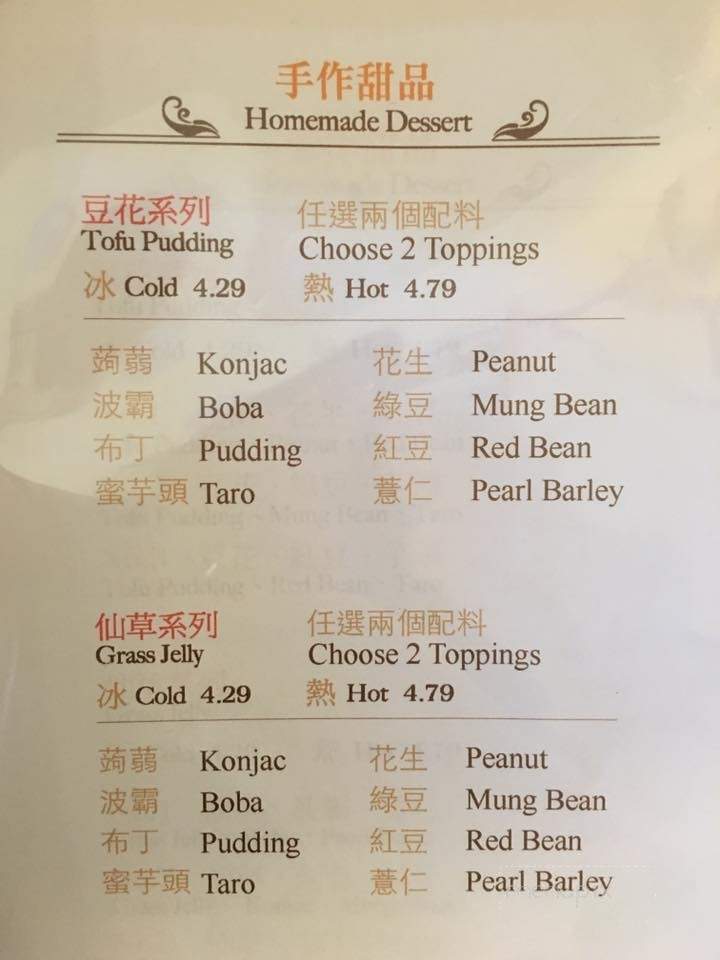 手作甜品
Homemade Dessert
豆花系列 任選兩個配料
Tofu Pudding Choose 2 Toppings
冰 Cold 4.29 熱 Hot 4.79
蒟蒻 Konjac 花生 Peanut
波霸 Boba 綠豆 Mung Bean
布丁 Pudding 紅豆 Red Bean
蜜芋頭 Taro 薏仁 Pearl Barley
仙草系列 任選兩個配料
Grass Jelly Choose 2 Toppings
冰 Cold 4.29 熱 Hot 4.79
蒟蒻 Konjac 花生 Peanut
波霸 Boba 綠豆 Mung Bean
布丁 Pudding 紅豆 Red Bean
蜜芋頭 Taro 薏仁 Pearl Barley